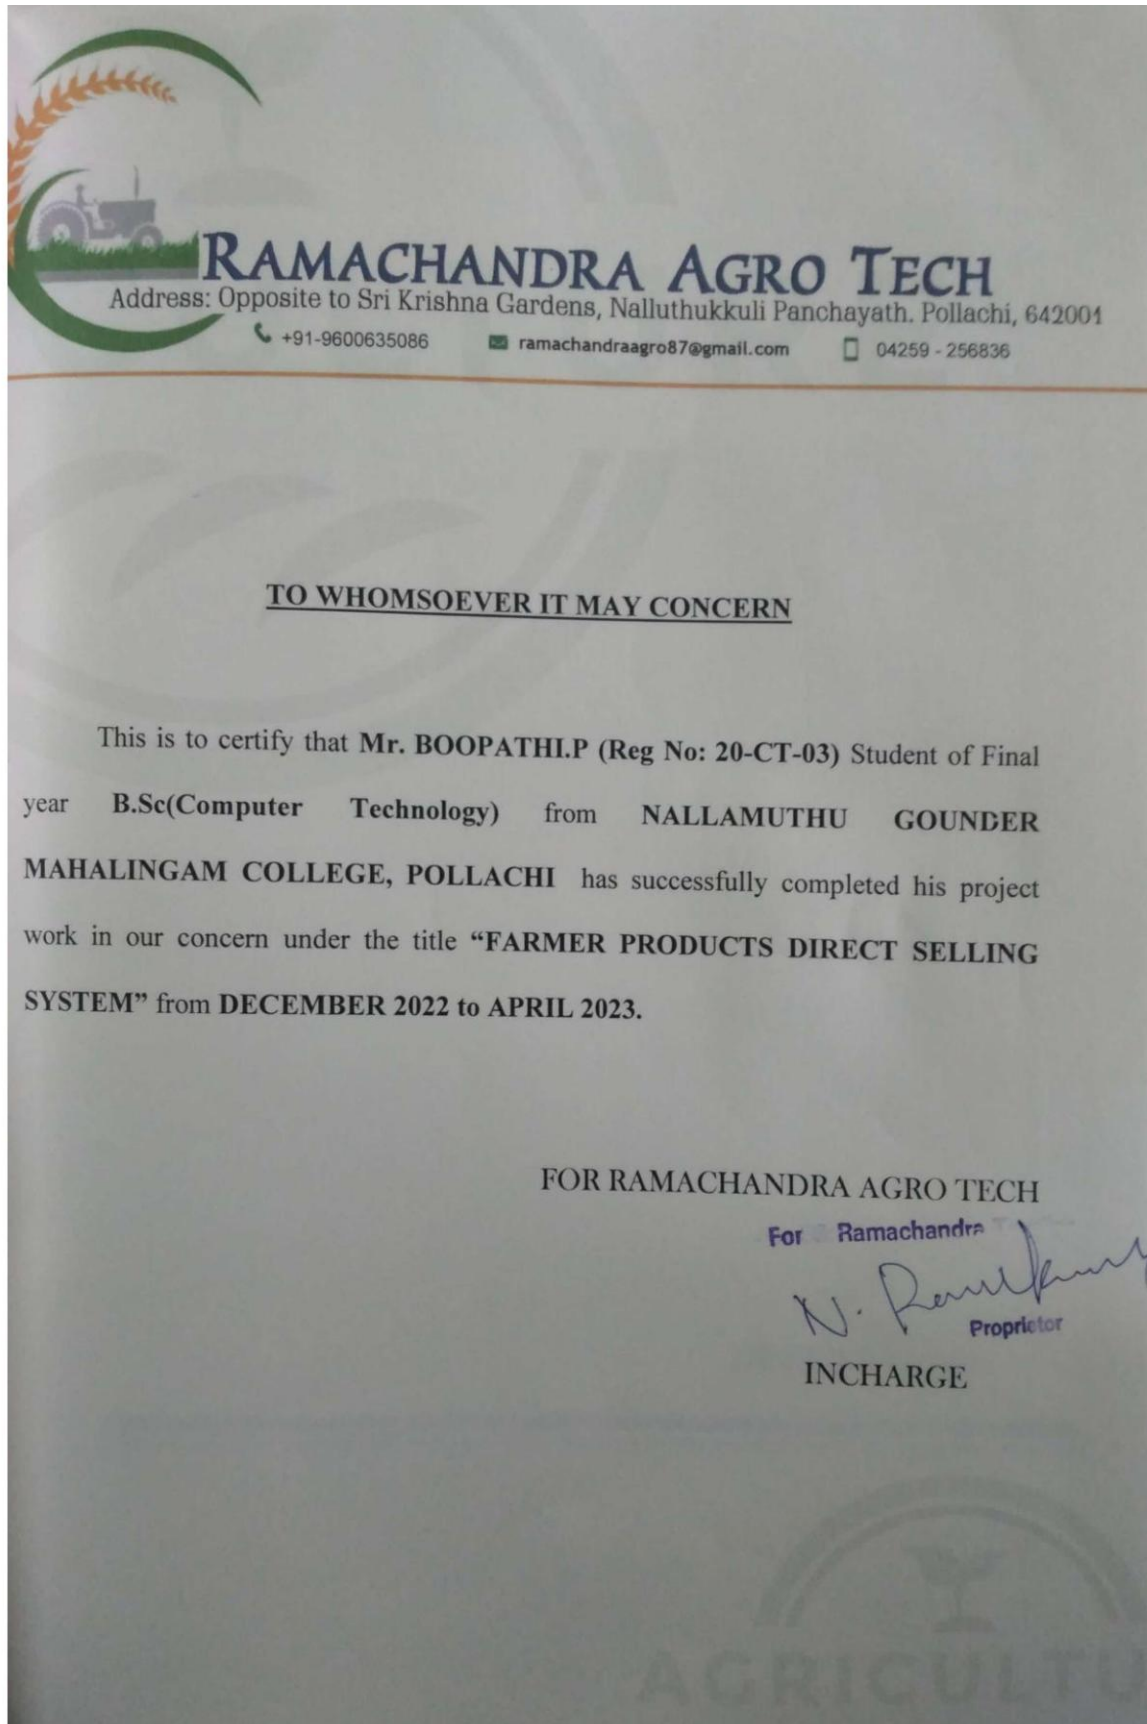 RAMACHANDRA AGRO TECH
Address: Opposite to Sri Krishna Gardens, Nalluthukkuli Panchayath. Pollachi, 642001
+91-9600635086 ramachandraagro87@gmail.com 04259 - 256836
TO WHOMSOEVER IT MAY CONCERN
This is to certify that Mr. BOOPATHI.P (Reg No: 20-CT-03) Student of Final
year B.Sc(Computer Technology) from NALLAMUTHU GOUNDER
MAHALINGAM COLLEGE, POLLACHI has successfully completed his project
work in our concern under the title “FARMER PRODUCTS DIRECT SELLING
SYSTEM” from DECEMBER 2022 to APRIL 2023.
FOR RAMACHANDRA AGRO TECH
For Ramachandra
N.
Proprietor
INCHARGE
AGRICULTU